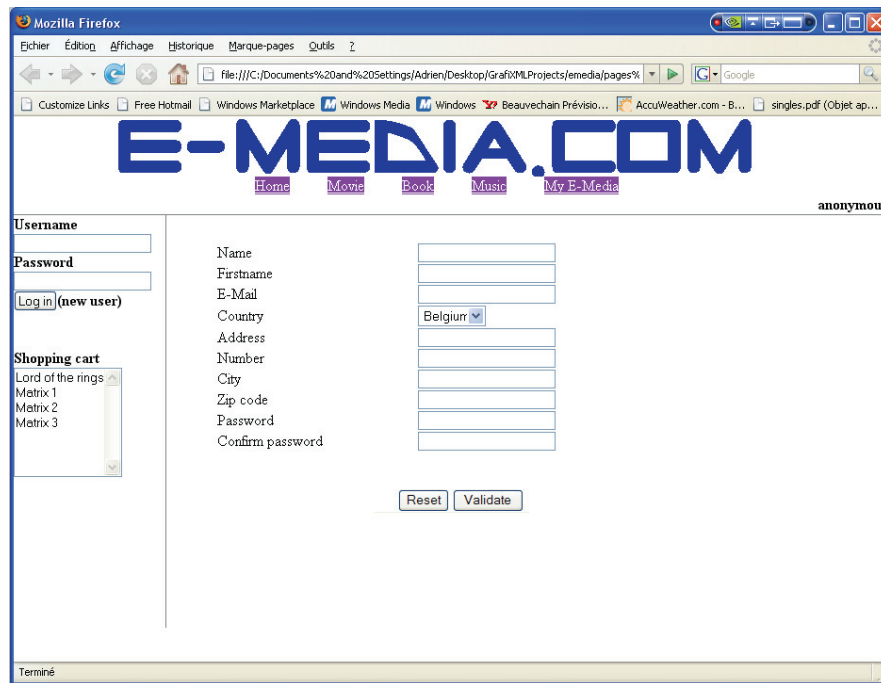 Mozilla Firefox
Fichier Édition Affichage Historique Marque-pages Outils ?
file:///C:/Documents%20and%20Settings/Adrien/Desktop/GrafiXMLProjects/emedia/pages% G Google
Customize Links Free Hotmail Windows Marketplace Windows Media Windows Beauvechain Prévisio... AccuWeather.com - B... singles.pdf (Objet ap...
E-MEDIA.COM
Home Movie Book Music My E-Media
anonymou
Username
Password
Log in (new user)
Shopping cart
Lord of the rings
Matrix 1
Matrix 2
Matrix 3
Name
Firstname
E-Mail
Country Belgium
Address
Number
City
Zip code
Password
Confirm password
Reset Validate
Terminé